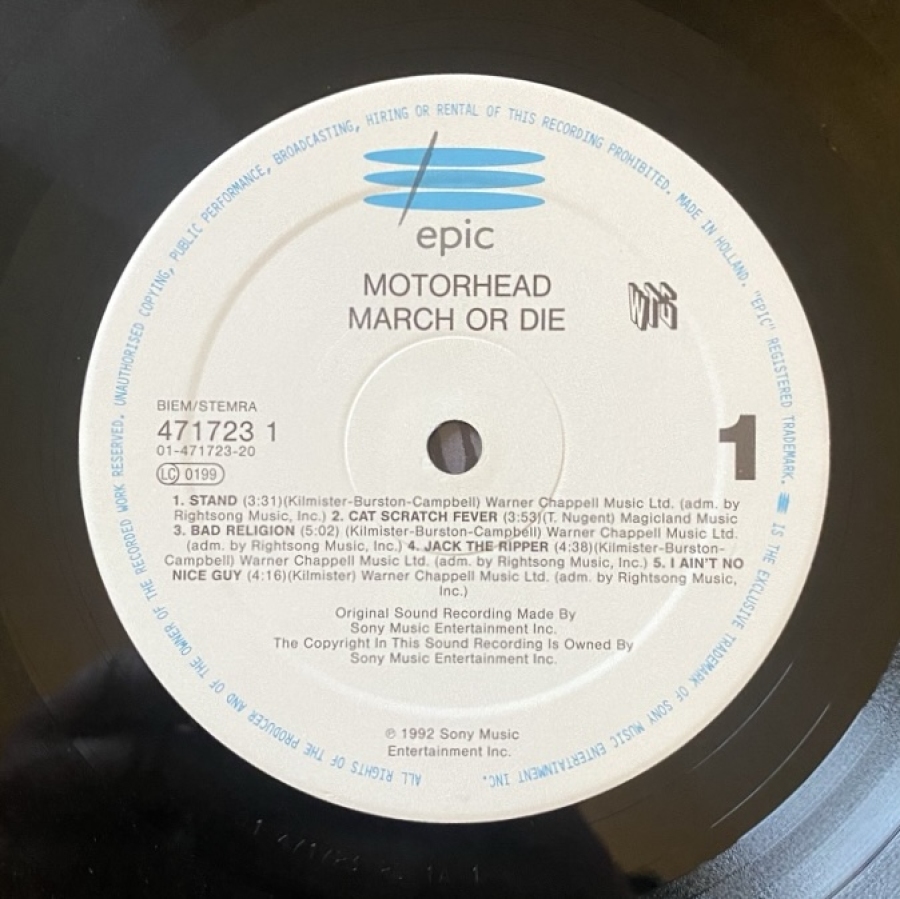 ALL RIGHTS OF THE PRODUCER AND OF THE OWNER OF THE RECORDED WORK RESERVED. UNAUTHORISED COPYING, PUBLIC PERFORMANCE, BROADCASTING, HIRING OR RENTAL OF THIS RECORDING PROHIBITED. MADE IN HOLLAND. "EPIC" REGISTERED TRADEMARK. IS THE EXCLUSIVE TRADEMARK OF SONY MUSIC ENTERTAINMENT INC.
epic
MOTORHEAD
MARCH OR DIE
WTG
BIEM/STEMRA
471723 1
01-471723-20
LC 0199
1
1. STAND (3:31)(Kilmister-Burston-Campbell) Warner Chappell Music Ltd. (adm. by
Rightsong Music, Inc.) 2. CAT SCRATCH FEVER (3:53)(T. Nugent) Magicland Music
3. BAD RELIGION (5:02) (Kilmister-Burston-Campbell) Warner Chappell Music Ltd.
(adm. by Rightsong Music, Inc.) 4. JACK THE RIPPER (4:38)(Kilmister-Burston-
Campbell) Warner Chappell Music Ltd. (adm. by Rightsong Music, Inc.) 5. I AIN'T NO
NICE GUY (4:16)(Kilmister) Warner Chappell Music Ltd. (adm. by Rightsong Music,
Inc.)
Original Sound Recording Made By
Sony Music Entertainment Inc.
The Copyright In This Sound Recording Is Owned By
Sony Music Entertainment Inc.
℗ 1992 Sony Music
Entertainment Inc.